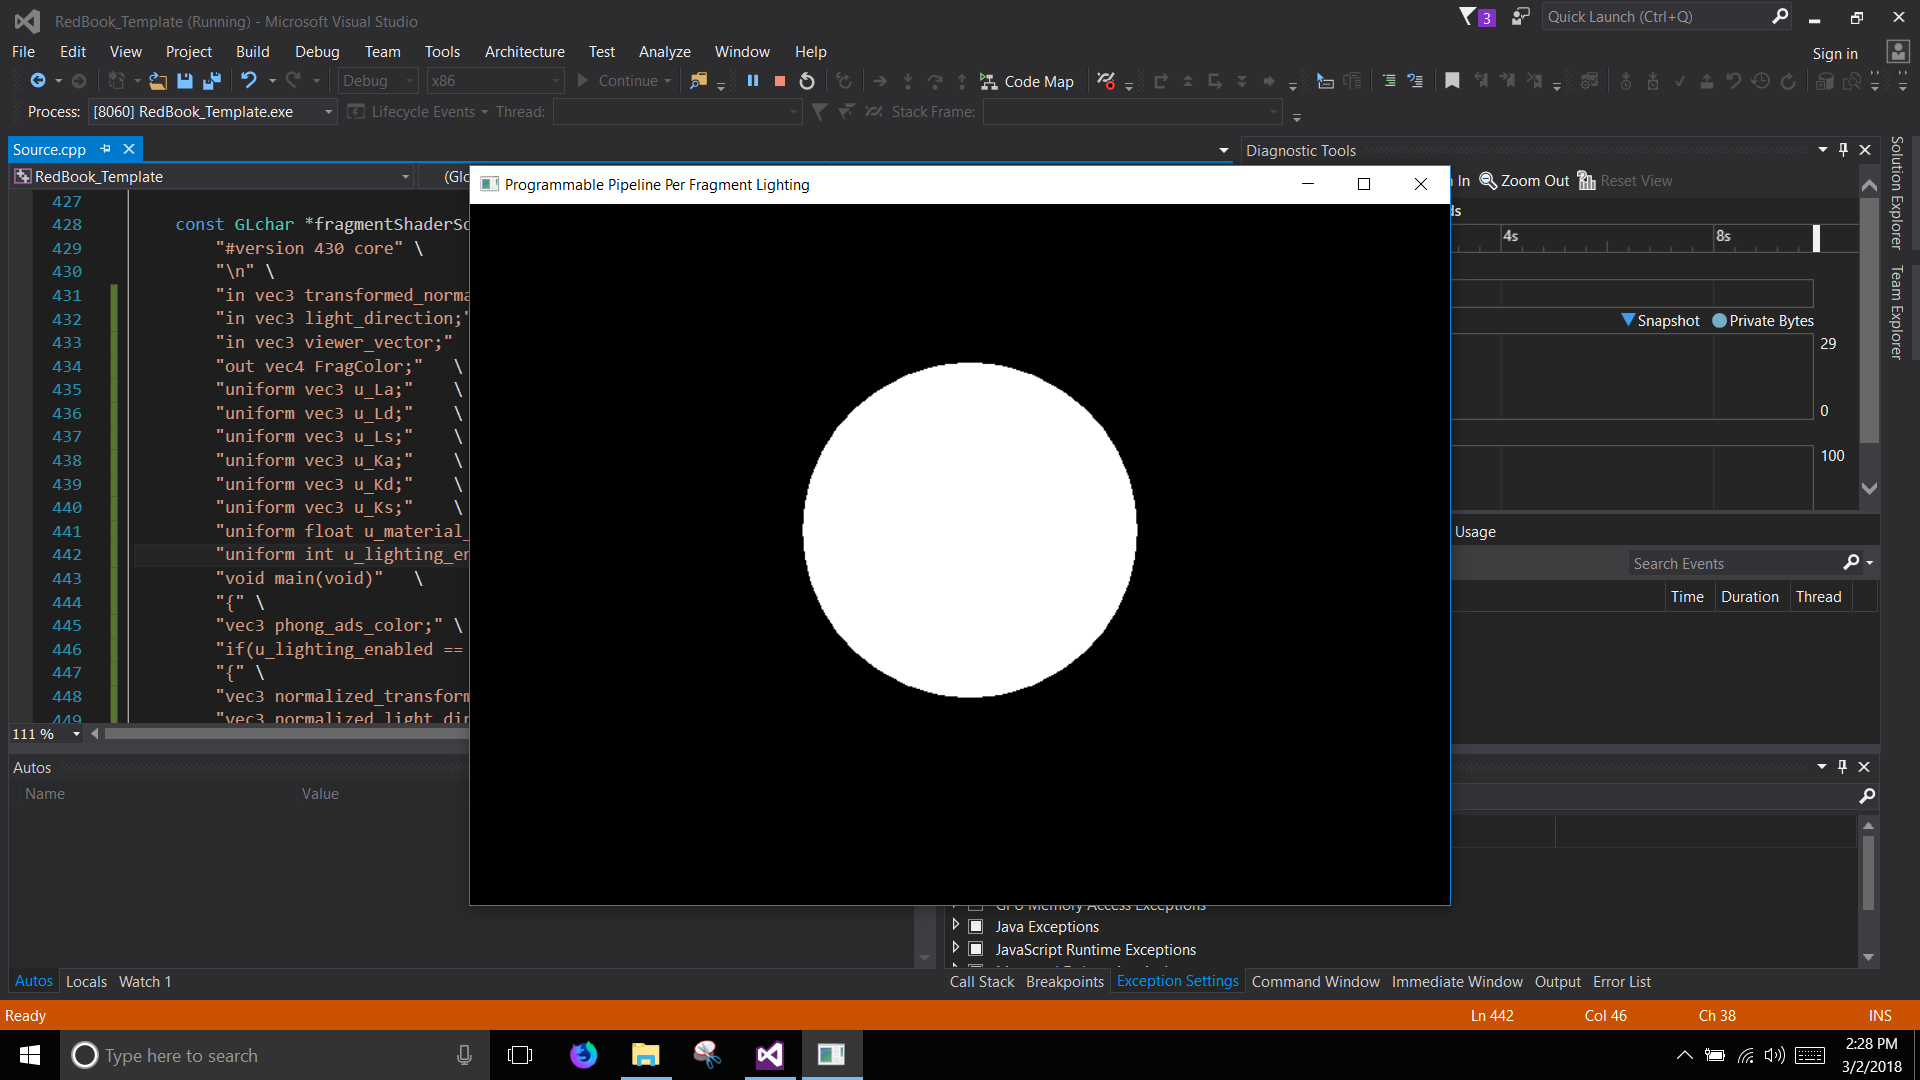 RedBook_Template (Running) - Microsoft Visual Studio
3
Quick Launch (Ctrl+Q)
File Edit View Project Build Debug Team Tools Architecture Test Analyze Window Help
Sign in
Debug x86 Continue Code Map
Process: [8060] RedBook_Template.exe Lifecycle Events Thread: Stack Frame:
Source.cpp
RedBook_Template
(Glo
427
428 const GLchar *fragmentShaderSo
429 "#version 430 core" \
430 "\n" \
431 "in vec3 transformed_norma
432 "in vec3 light_direction;"
433 "in vec3 viewer_vector;"
434 "out vec4 FragColor;" \
435 "uniform vec3 u_La;" \
436 "uniform vec3 u_Ld;" \
437 "uniform vec3 u_Ls;" \
438 "uniform vec3 u_Ka;" \
439 "uniform vec3 u_Kd;" \
440 "uniform vec3 u_Ks;" \
441 "uniform float u_material_
442 "uniform int u_lighting_en
443 "void main(void)" \
444 "{" \
445 "vec3 phong_ads_color;" \
446 "if(u_lighting_enabled ==
447 "{" \
448 "vec3 normalized_transform
449 "vec3 normalized_light_dir
111 %
Programmable Pipeline Per Fragment Lighting
Diagnostic Tools
In Zoom Out Reset View
ds
4s 8s
Snapshot Private Bytes
29
0
100
Usage
Search Events
Time Duration Thread
Solution Explorer
Team Explorer
Autos
Name Value
GPU Memory Access Exceptions
Java Exceptions
JavaScript Runtime Exceptions
Autos Locals Watch 1
Call Stack Breakpoints Exception Settings Command Window Immediate Window Output Error List
Ready
Ln 442 Col 46 Ch 38 INS
Type here to search
2:28 PM
3/2/2018